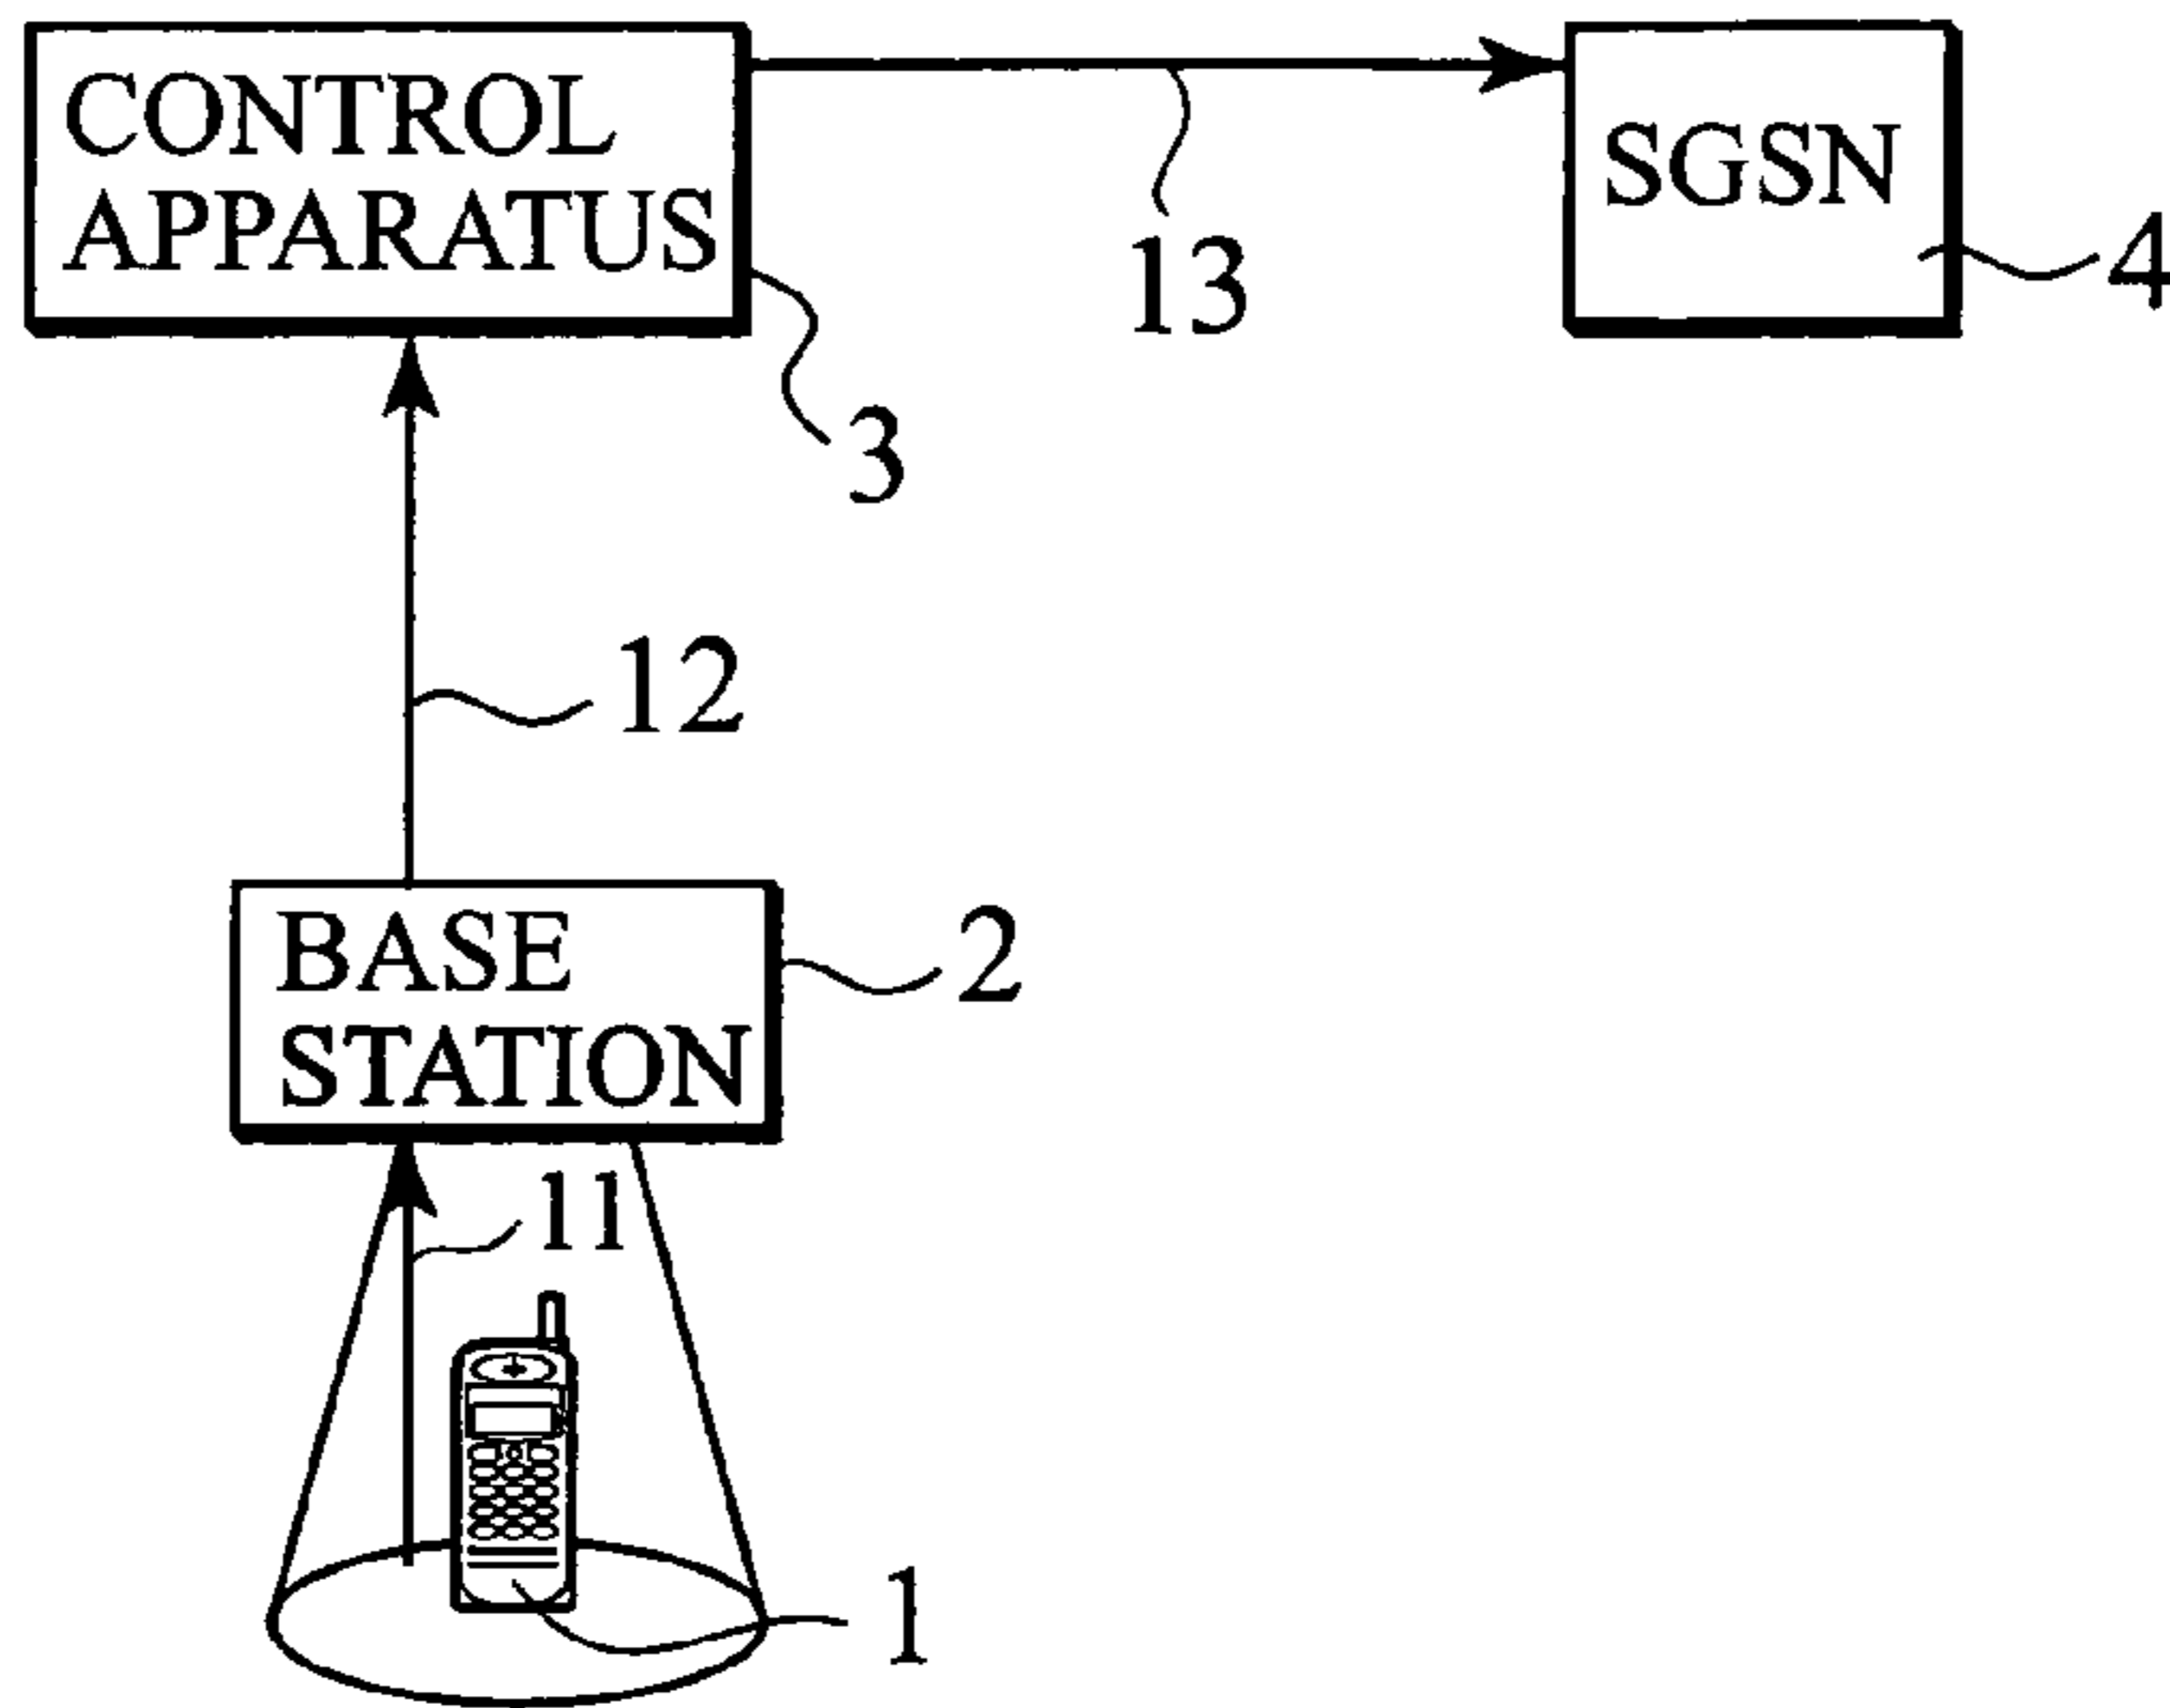 CONTROL
APPARATUS
SGSN
13
4
3
12
BASE
STATION
2
11
1